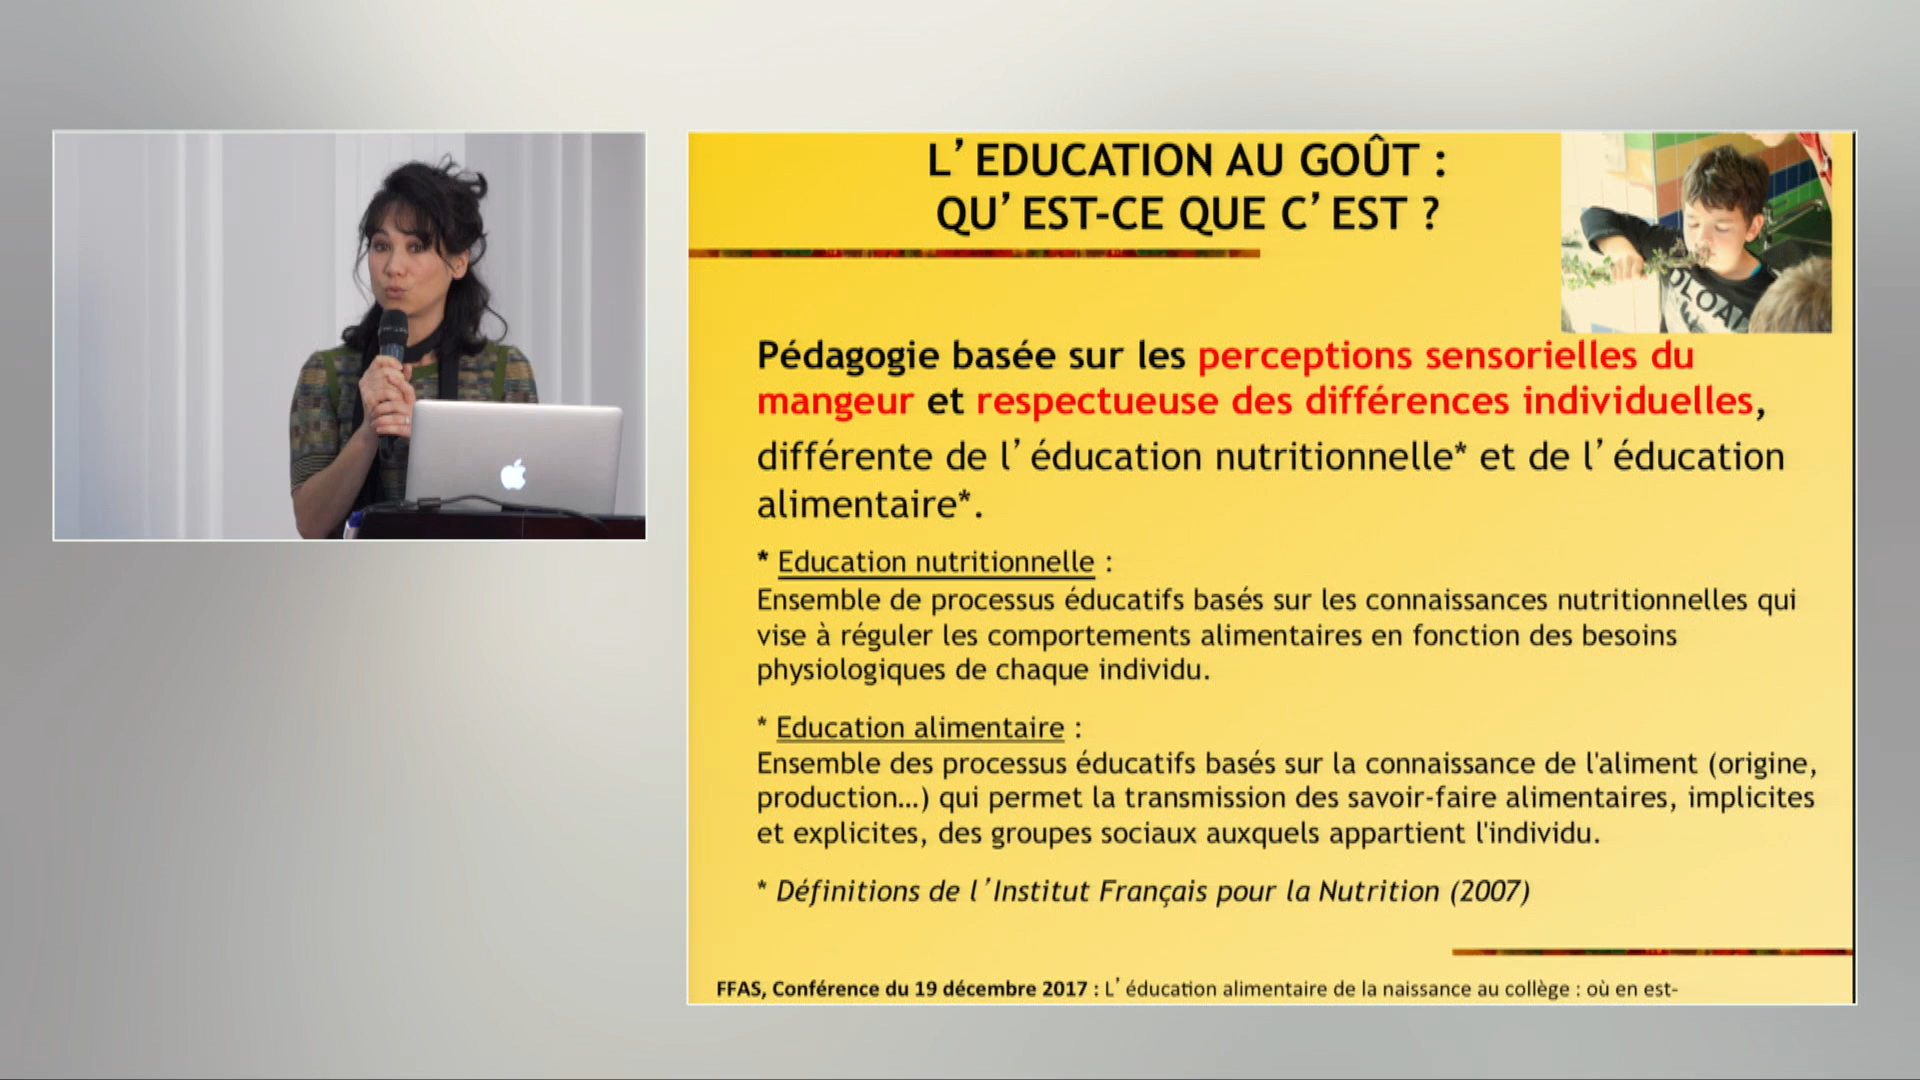 L’EDUCATION AU GOÛT :
QU’EST-CE QUE C’EST ?
Pédagogie basée sur les perceptions sensorielles du
mangeur et respectueuse des différences individuelles,
différente de l’éducation nutritionnelle* et de l’éducation
alimentaire*.
* Education nutritionnelle :
Ensemble de processus éducatifs basés sur les connaissances nutritionnelles qui
vise à réguler les comportements alimentaires en fonction des besoins
physiologiques de chaque individu.
* Education alimentaire :
Ensemble des processus éducatifs basés sur la connaissance de l'aliment (origine,
production…) qui permet la transmission des savoir-faire alimentaires, implicites
et explicites, des groupes sociaux auxquels appartient l'individu.
* Définitions de l’Institut Français pour la Nutrition (2007)
FFAS, Conférence du 19 décembre 2017 : L’éducation alimentaire de la naissance au collège : où en est-